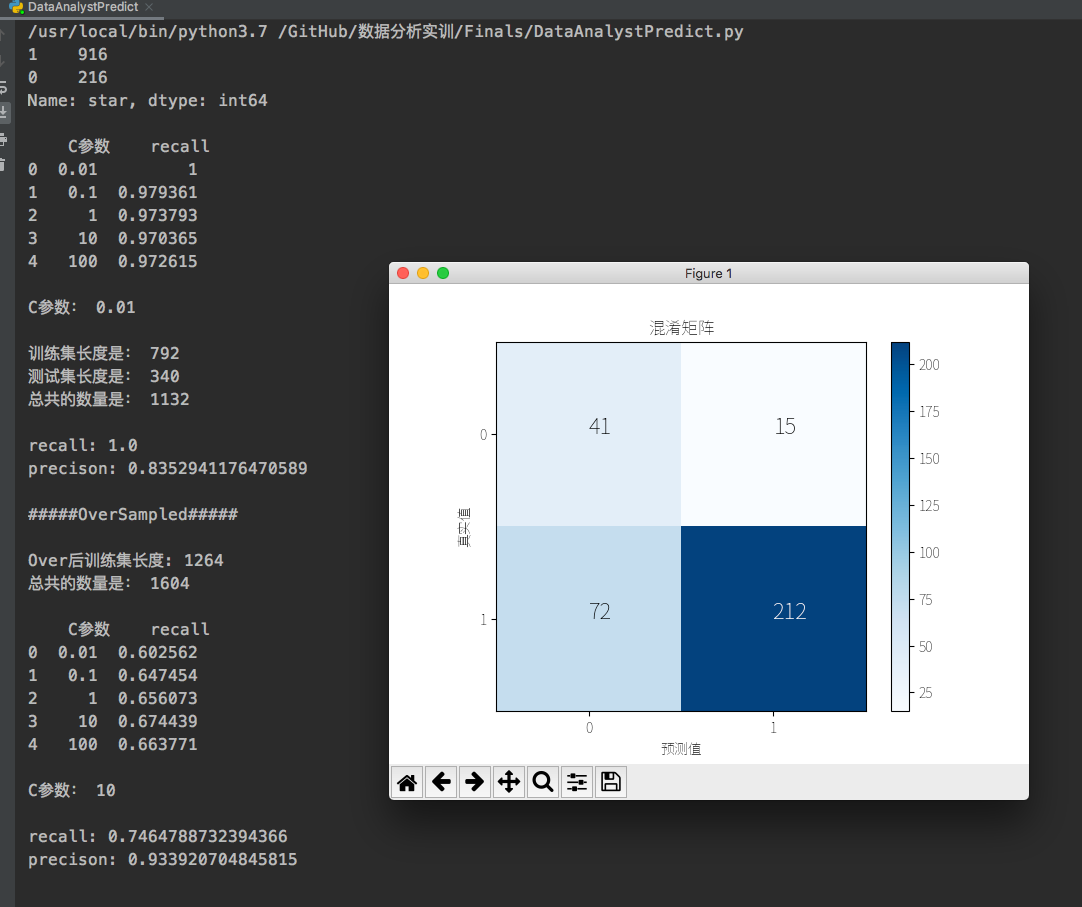 DataAnalystPredict
/usr/local/bin/python3.7 /GitHub/数据分析实训/Finals/DataAnalystPredict.py
1    916
0    216
Name: star, dtype: int64
C参数    recall
0  0.01         1
1   0.1  0.979361
2     1  0.973793
3    10  0.970365
4   100  0.972615
C参数:  0.01
训练集长度是:  792
测试集长度是:  340
总共的数量是:  1132
recall: 1.0
precison: 0.8352941176470589
#####OverSampled#####
Over后训练集长度: 1264
总共的数量是:  1604
C参数    recall
0  0.01  0.602562
1   0.1  0.647454
2     1  0.656073
3    10  0.674439
4   100  0.663771
C参数:  10
recall: 0.7464788732394366
precison: 0.933920704845815
Figure 1
混淆矩阵
41 15
72 212
0
1
真实值
0 1
预测值
200
175
150
125
100
75
50
25